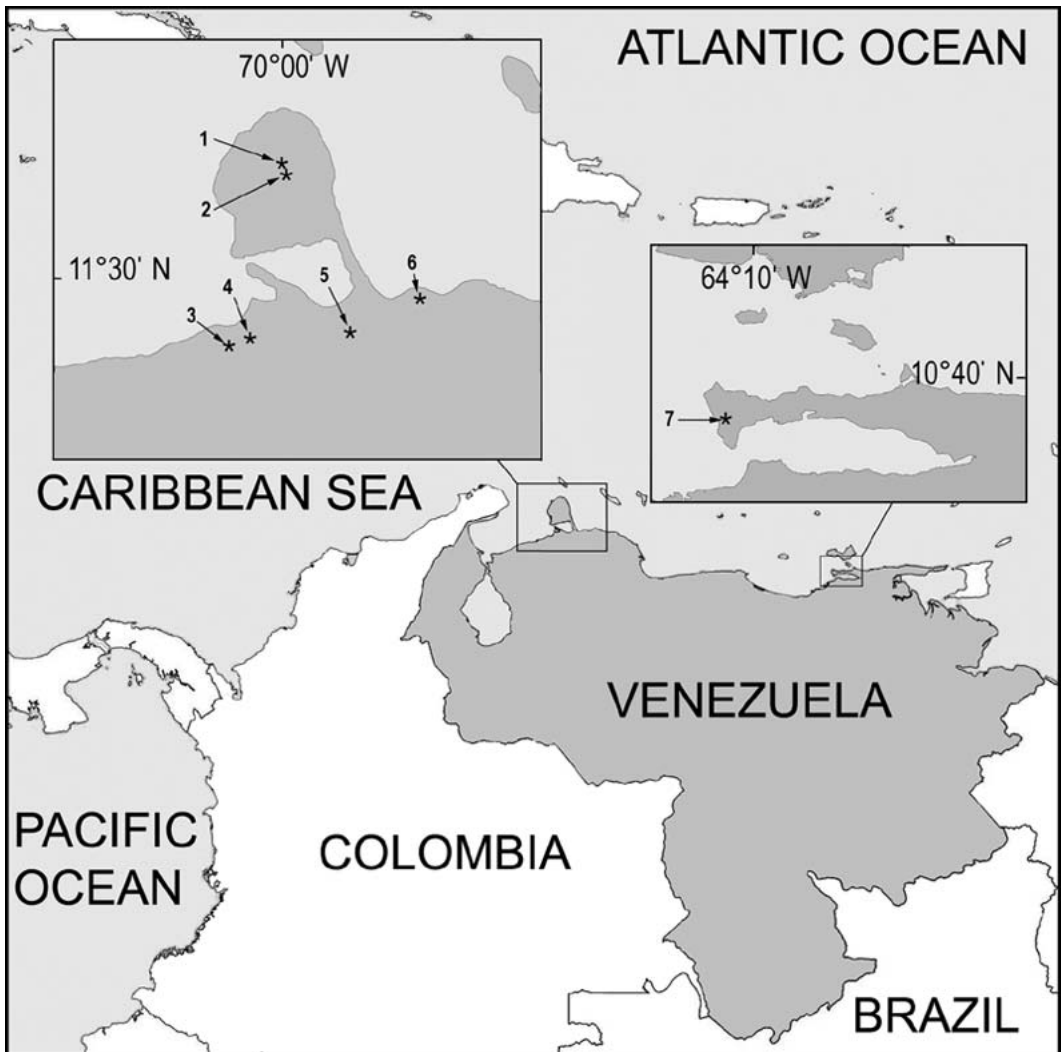 ATLANTIC OCEAN
70°00' W
1
2
11°30' N
3
4
5
6
64°10' W
10°40' N
7
CARIBBEAN SEA
VENEZUELA
PACIFIC
OCEAN
COLOMBIA
BRAZIL